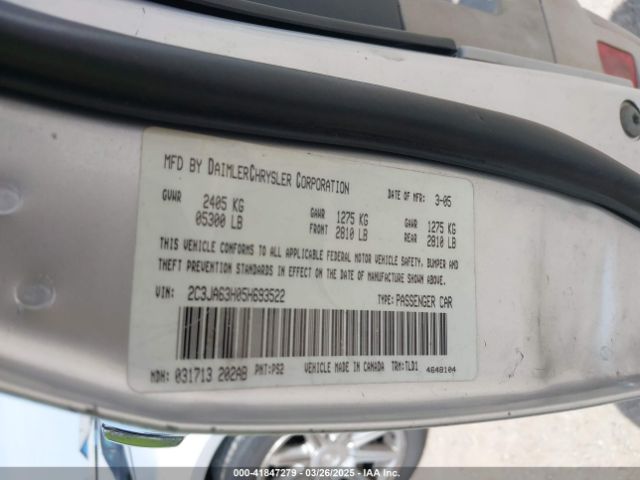 MFD BY DAIMLERCHRYSLER CORPORATION DATE OF MFR: 3-05
GVWR 2405 KG GAWR 1275 KG GAWR 1275 KG
05300 LB FRONT 2810 LB REAR 2810 LB
THIS VEHICLE CONFORMS TO ALL APPLICABLE FEDERAL MOTOR VEHICLE SAFETY, BUMPER AND
THEFT PREVENTION STANDARDS IN EFFECT ON THE DATE OF MANUFACTURE SHOWN ABOVE.
VIN: 2C3JA63H05H693522 TYPE: PASSENGER CAR
MDH: 031713 202AB PNT: PS2 VEHICLE MADE IN CANADA TRM: TLD1 4648104
000-41847279 - 03/26/2025 - IAAI.COM